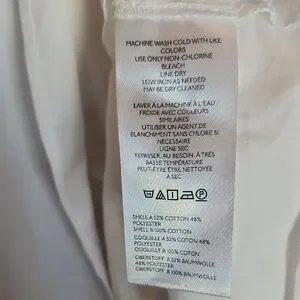 MACHINE WASH COLD WITH LIKE
COLORS
USE ONLY NON-CHLORINE
BLEACH
LINE DRY
LOW IRON AS NEEDED
MAY BE DRY CLEANED
LAVER À LA MACHINE À L'EAU
FROIDE AVEC COULEURS
SIMILAIRES
UTILISER UN AGENT DE
BLANCHIMENT SANS CHLORE SI
NÉCESSAIRE
LIGNE SEC
REPASSER, AU BESOIN, À TRÈS
BASSE TEMPÉRATURE
PEUT-ÊTRE ÊTRE NETTOYÉE
À SEC
SHELL A 52% COTTON 48%
POLYESTER
SHELL B 100% COTTON
COQUILLE A 52% COTON 48%
POLYESTER
COQUILLE B 100% COTON
OBERSTOFF A 52% BAUMWOLLE
48% POLYESTER
OBERSTOFF B 100% BAUMWOLLE